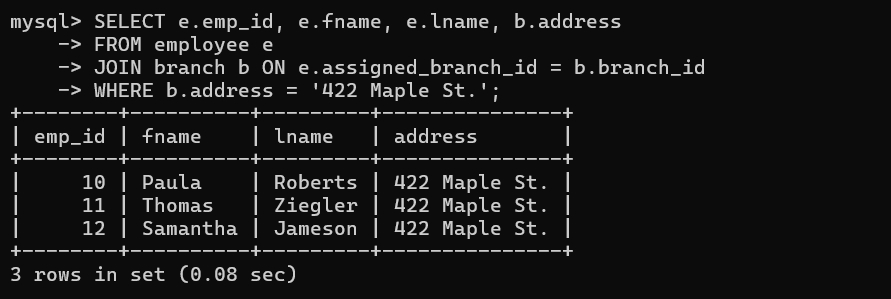 mysql> SELECT e.emp_id, e.fname, e.lname, b.address
    -> FROM employee e
    -> JOIN branch b ON e.assigned_branch_id = b.branch_id
    -> WHERE b.address = '422 Maple St.';
+--------+----------+---------+---------------+
| emp_id | fname    | lname   | address       |
+--------+----------+---------+---------------+
|     10 | Paula    | Roberts | 422 Maple St. |
|     11 | Thomas   | Ziegler | 422 Maple St. |
|     12 | Samantha | Jameson | 422 Maple St. |
+--------+----------+---------+---------------+
3 rows in set (0.08 sec)